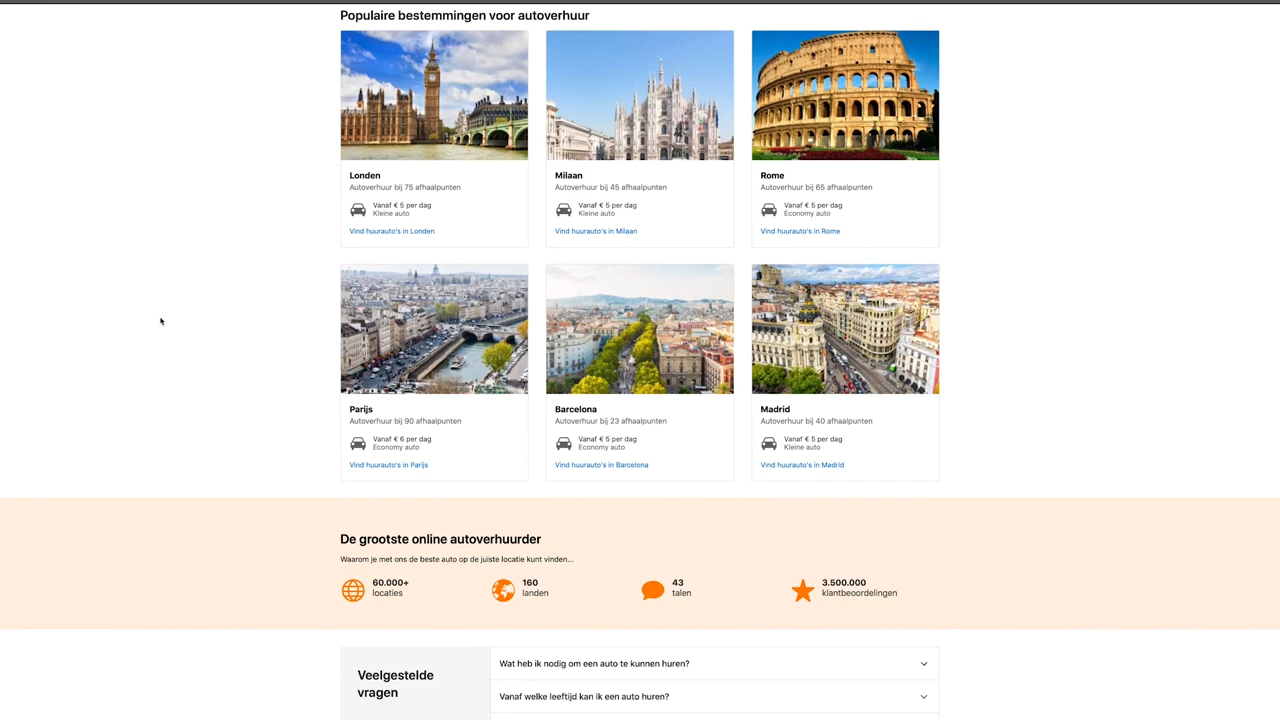 Populaire bestemmingen voor autoverhuur
Londen
Autoverhuur bij 75 afhaalpunten
Vanaf € 5 per dag
Kleine auto
Vind huurauto's in Londen
Milaan
Autoverhuur bij 45 afhaalpunten
Vanaf € 5 per dag
Kleine auto
Vind huurauto's in Milaan
Rome
Autoverhuur bij 65 afhaalpunten
Vanaf € 5 per dag
Economy auto
Vind huurauto's in Rome
Parijs
Autoverhuur bij 90 afhaalpunten
Vanaf € 6 per dag
Economy auto
Vind huurauto's in Parijs
Barcelona
Autoverhuur bij 23 afhaalpunten
Vanaf € 5 per dag
Economy auto
Vind huurauto's in Barcelona
Madrid
Autoverhuur bij 40 afhaalpunten
Vanaf € 5 per dag
Kleine auto
Vind huurauto's in Madrid
De grootste online autoverhuurder
Waarom je met ons de beste auto op de juiste locatie kunt vinden...
60.000+
locaties
160
landen
43
talen
3.500.000
klantbeoordelingen
Veelgestelde
vragen
Wat heb ik nodig om een auto te kunnen huren?
Vanaf welke leeftijd kan ik een auto huren?